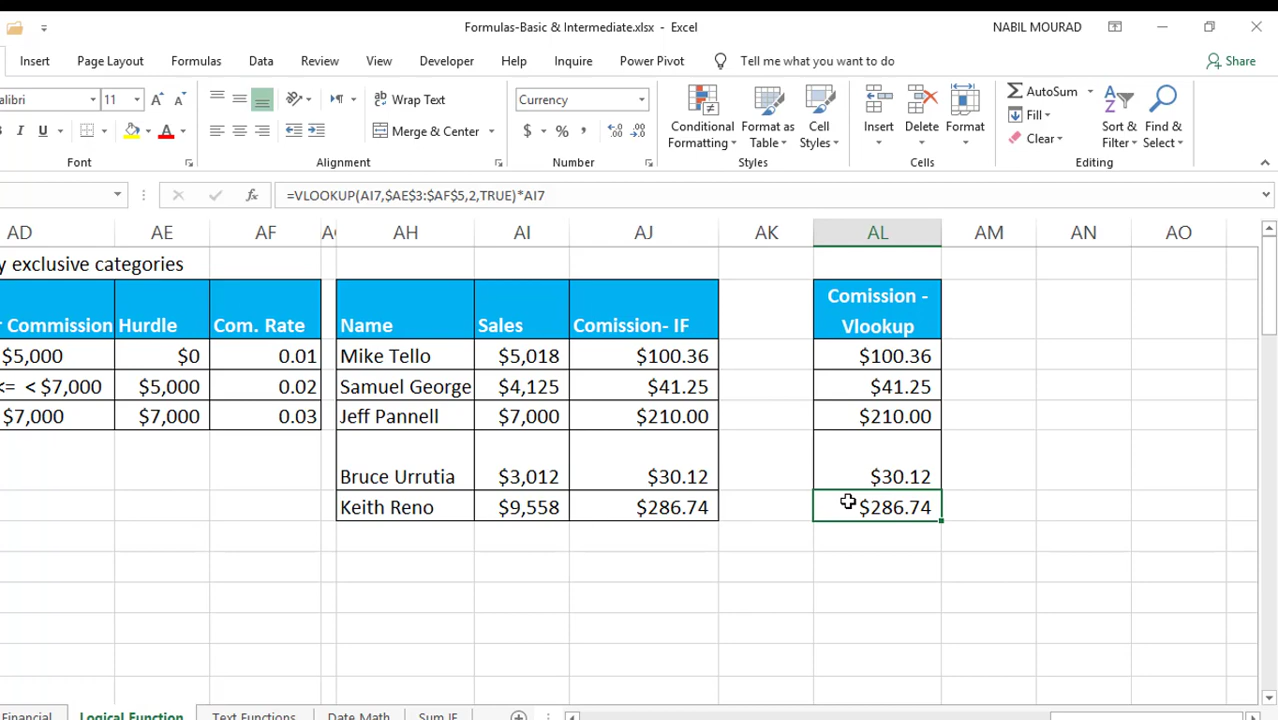 Formulas-Basic & Intermediate.xlsx - Excel
NABIL MOURAD
Insert Page Layout Formulas Data Review View Developer Help Inquire Power Pivot Tell me what you want to do Share
alibri 11 Wrap Text Currency AutoSum
B I U Merge & Center $ % Conditional Formatting Format as Table Cell Styles Insert Delete Format Fill Clear Sort & Filter Find & Select
Font Alignment Number Styles Cells Editing
fx =VLOOKUP(AI7,$AE$3:$AF$5,2,TRUE)*AI7
AD AE AF AG AH AI AJ AK AL AM AN AO
y exclusive categories
r Commission Hurdle Com. Rate Name Sales Comission- IF Comission -
Vlookup
$5,000 $0 0.01 Mike Tello $5,018 $100.36 $100.36
<= < $7,000 $5,000 0.02 Samuel George $4,125 $41.25 $41.25
$7,000 $7,000 0.03 Jeff Pannell $7,000 $210.00 $210.00
Bruce Urrutia $3,012 $30.12 $30.12
Keith Reno $9,558 $286.74 $286.74
Financial Logical Function Text Functions Date Math Sum IF